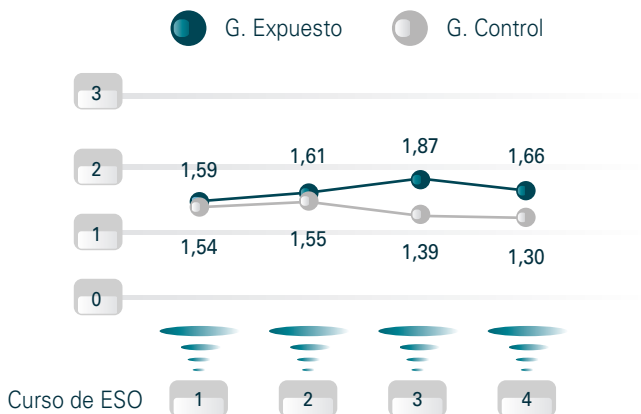 G. Expuesto G. Control
3
2
1
0
1,59 1,61 1,87 1,66
1,54 1,55 1,39 1,30
Curso de ESO 1 2 3 4